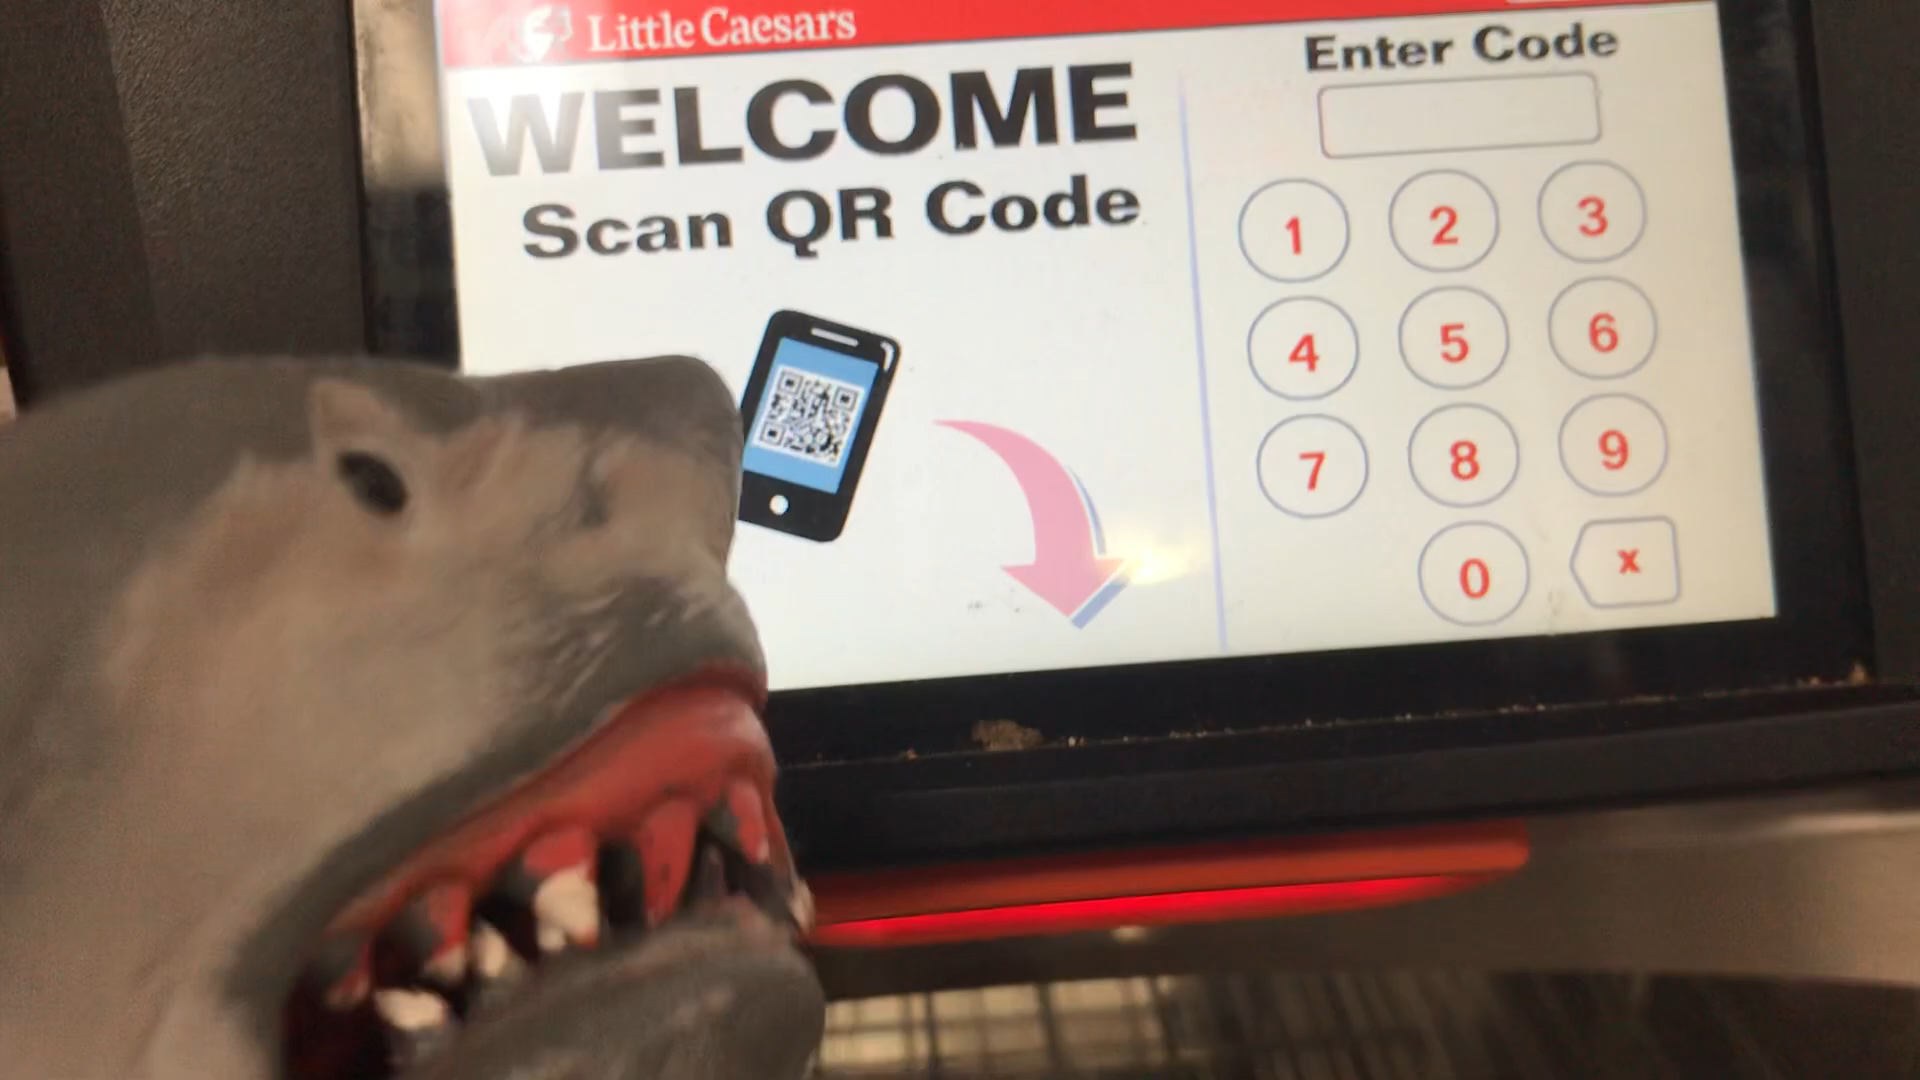 Little Caesars
WELCOME
Scan QR Code
Enter Code
1 2 3
4 5 6
7 8 9
0 x